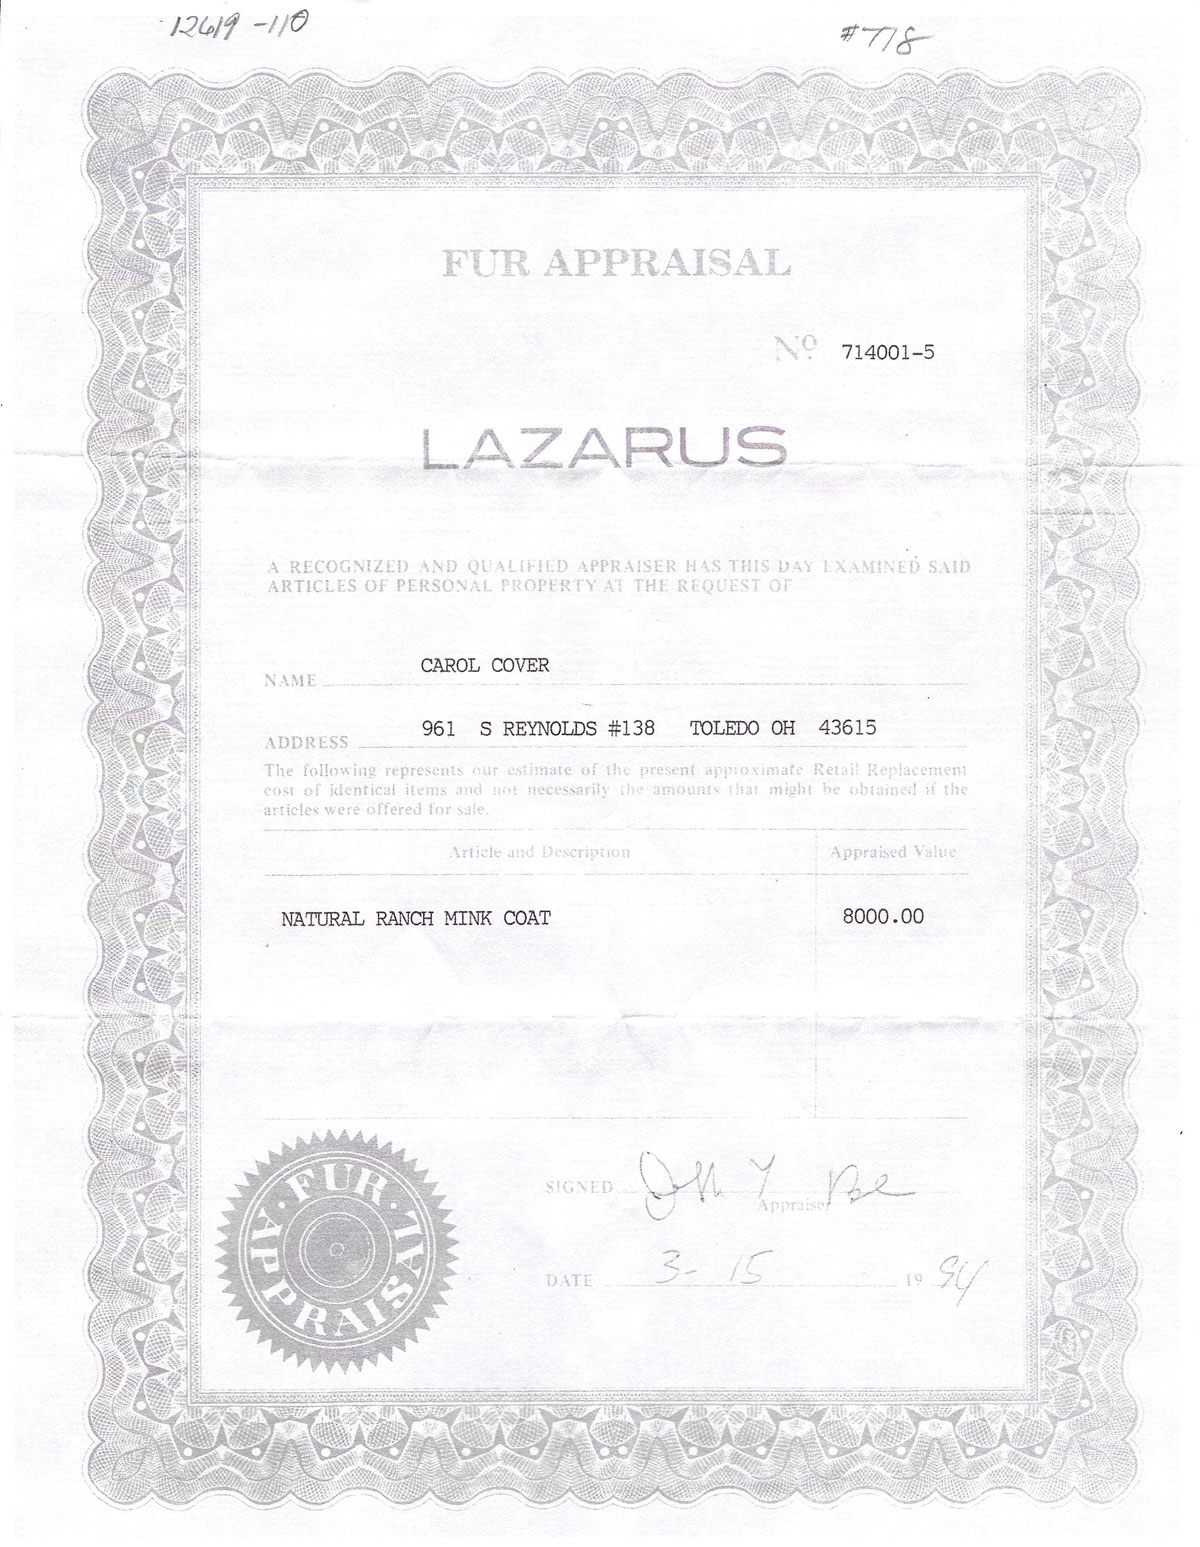 12619-110
#718
FUR APPRAISAL
Nº 714001-5
LAZARUS
A RECOGNIZED AND QUALIFIED APPRAISER HAS THIS DAY EXAMINED SAID
ARTICLES OF PERSONAL PROPERTY AT THE REQUEST OF
NAME CAROL COVER
ADDRESS 961 S REYNOLDS #138 TOLEDO OH 43615
The following represents our estimate of the present approximate Retail Replacement
cost of identical items and not necessarily the amounts that might be obtained if the
articles were offered for sale.
Article and Description Appraised Value
NATURAL RANCH MINK COAT 8000.00
FUR APPRAISAL
SIGNED
Appraiser
DATE 3-15 1994